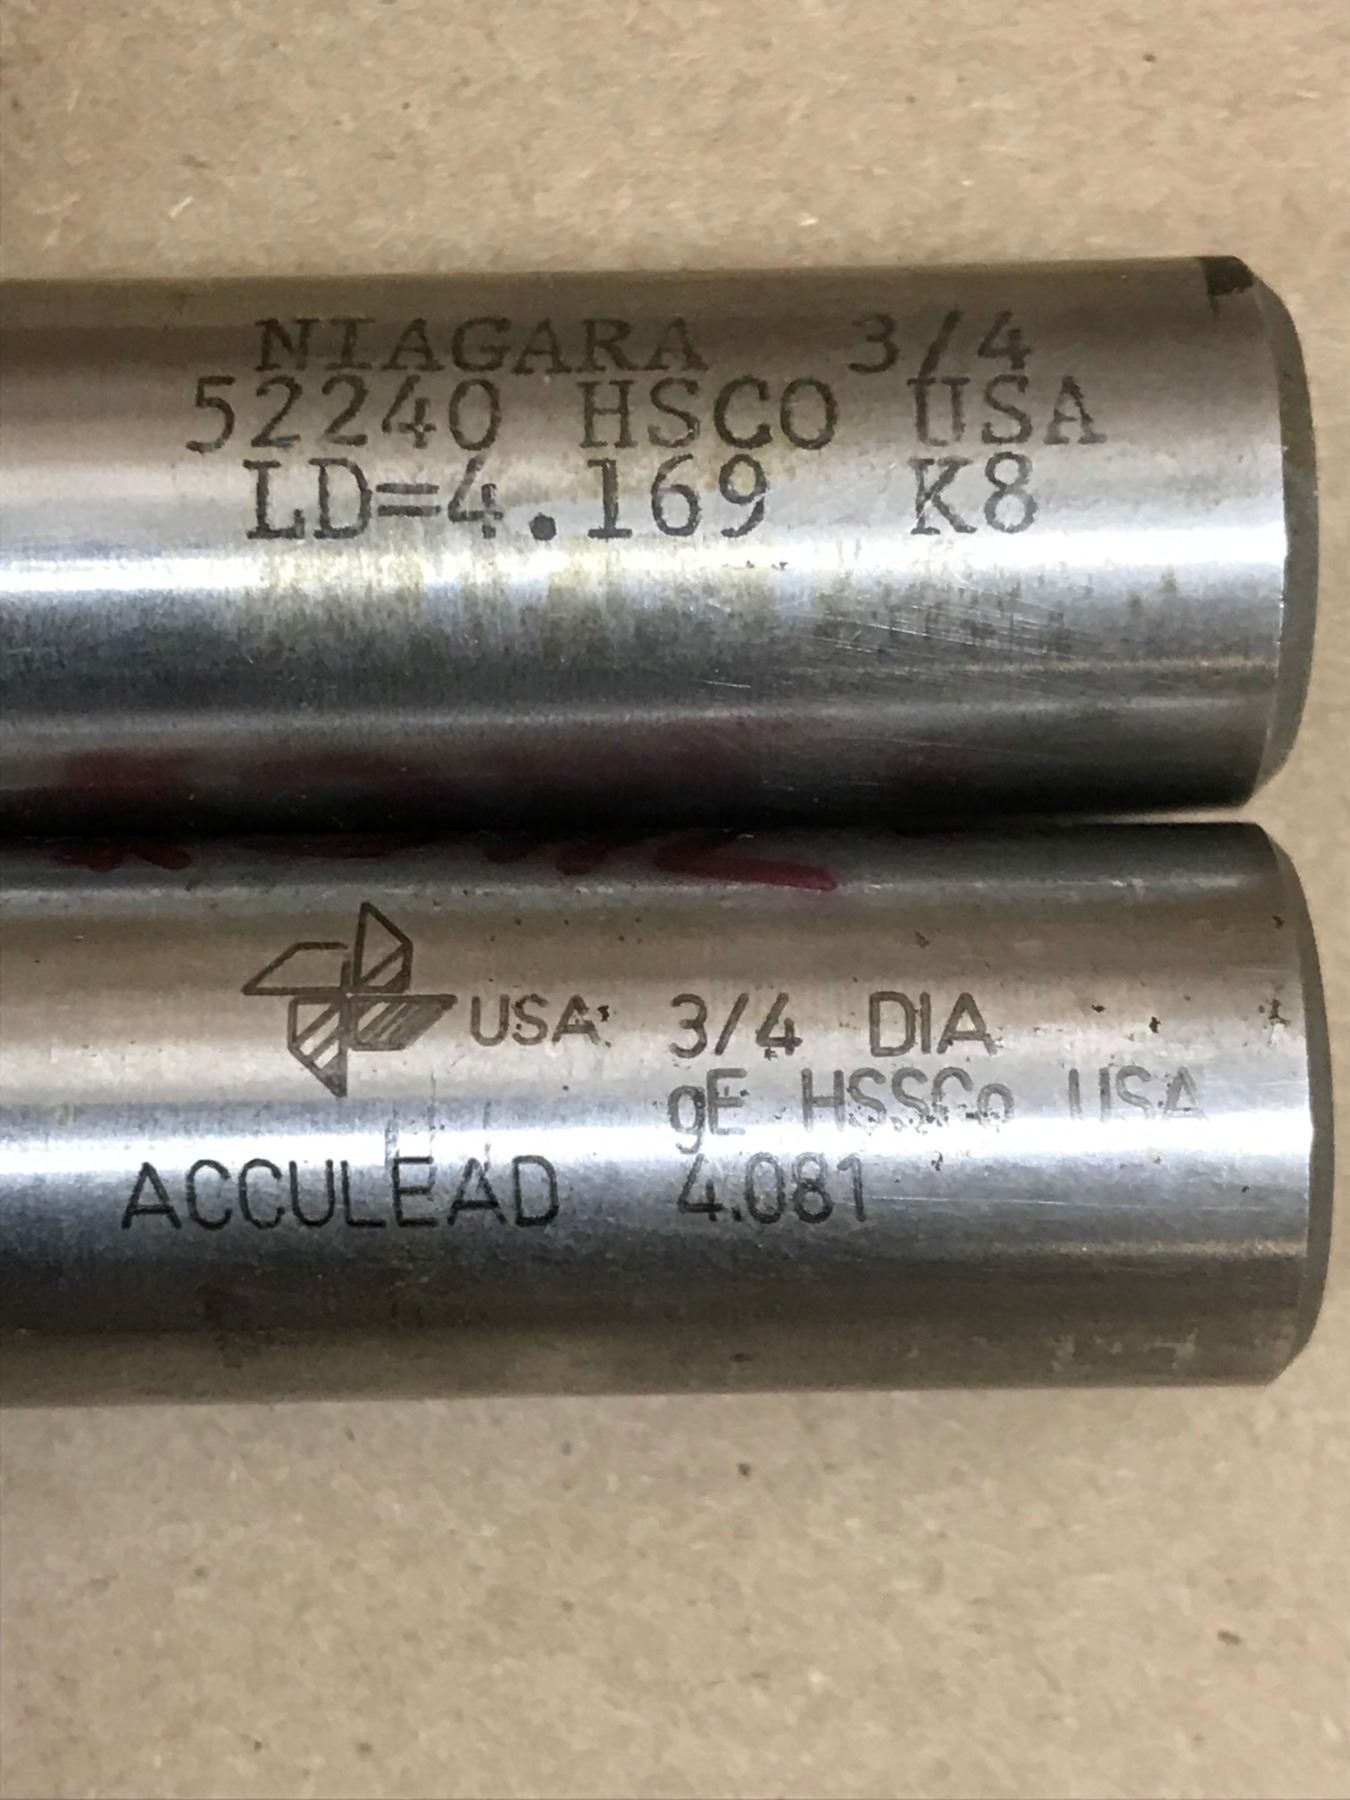 NIAGARA 3/4
52240 HSCO USA
LD=4.169 K8
USA 3/4 DIA
gE HSSCo USA
ACCULEAD 4.081